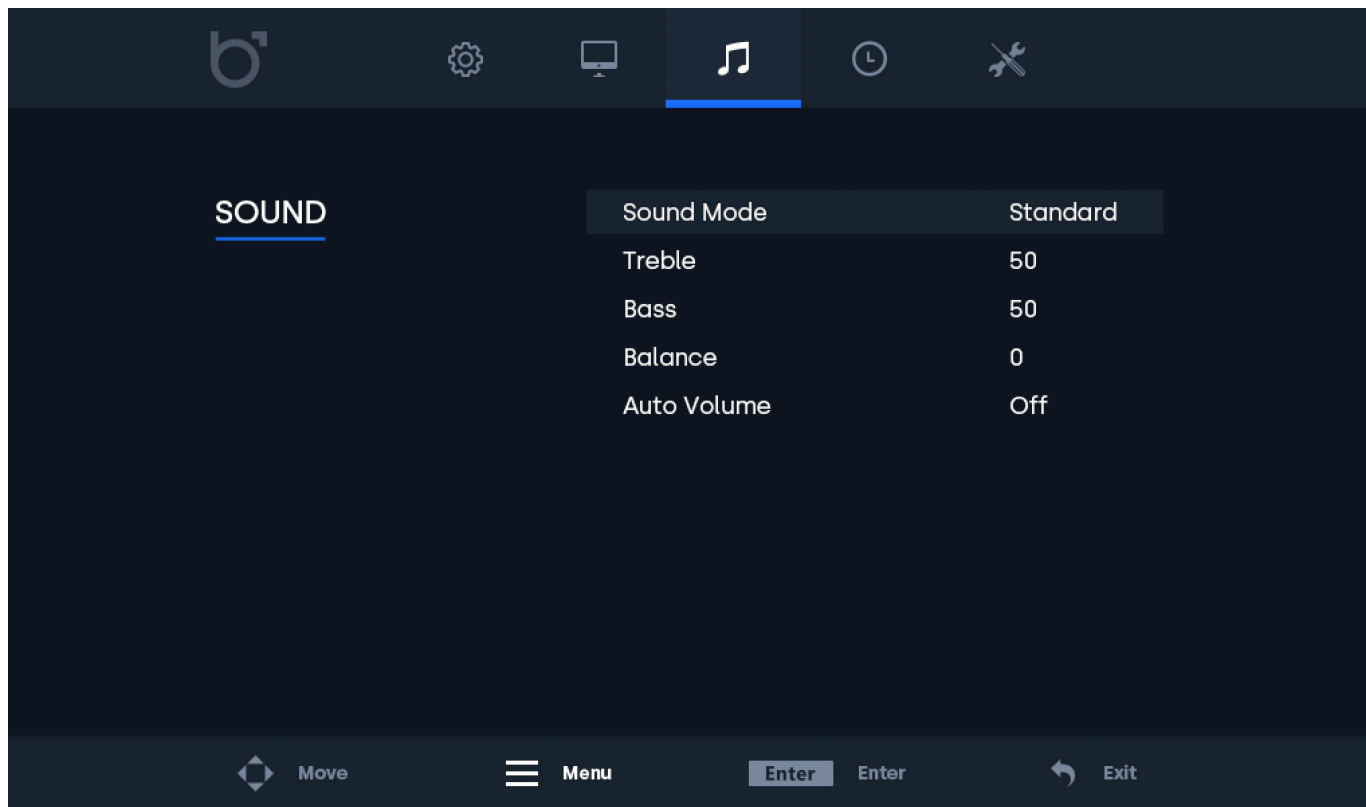 SOUND
Sound Mode Standard
Treble 50
Bass 50
Balance 0
Auto Volume Off
Move Menu Enter Enter Exit